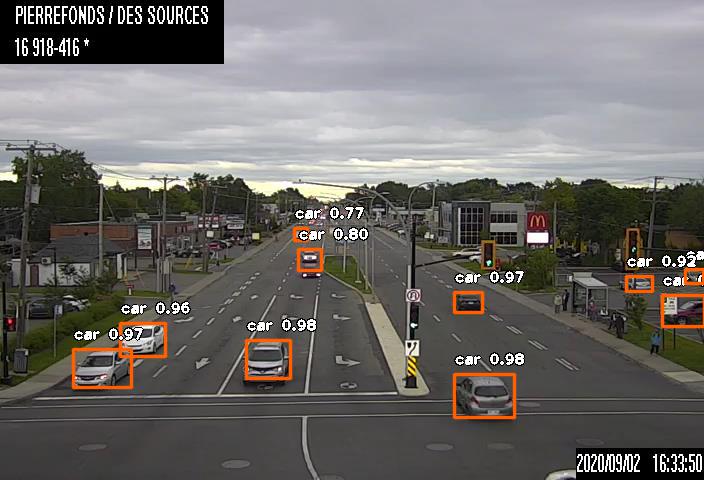 PIERREFONDS / DES SOURCES
16 918-416 *
car 0.77
car 0.80
car 0.92
car 0.97
car 0.96
car 0.98
car 0.97
car 0.98
2020/09/02 16:33:50